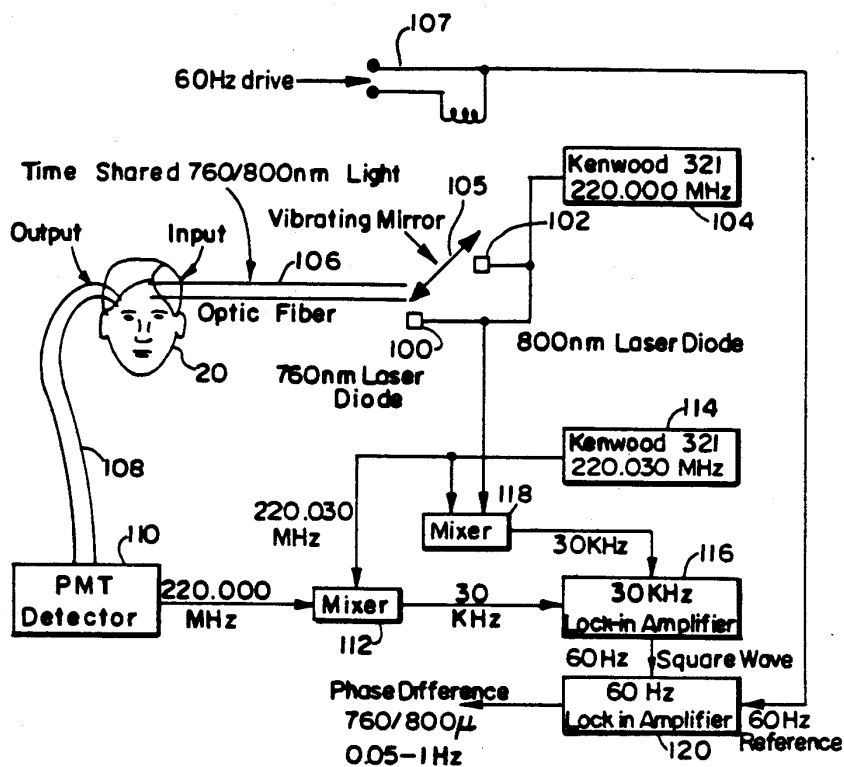 107
60Hz drive
Time Shared 760/800nm Light
Kenwood 321
220.000 MHz
104
105
Vibrating Mirror
102
Output
Input
106
Optic Fiber
100
800nm Laser Diode
20
760nm Laser
Diode
114
Kenwood 321
220.030 MHz
108
220.030
MHz
118
Mixer
30KHz
116
110
PMT
Detector
220.000
MHz
Mixer
112
30
KHz
30KHz
Lock-in Amplifier
60Hz
Square Wave
Phase Difference
760/800μ
0.05-1Hz
60 Hz
Lock in Amplifier
120
60Hz
Reference